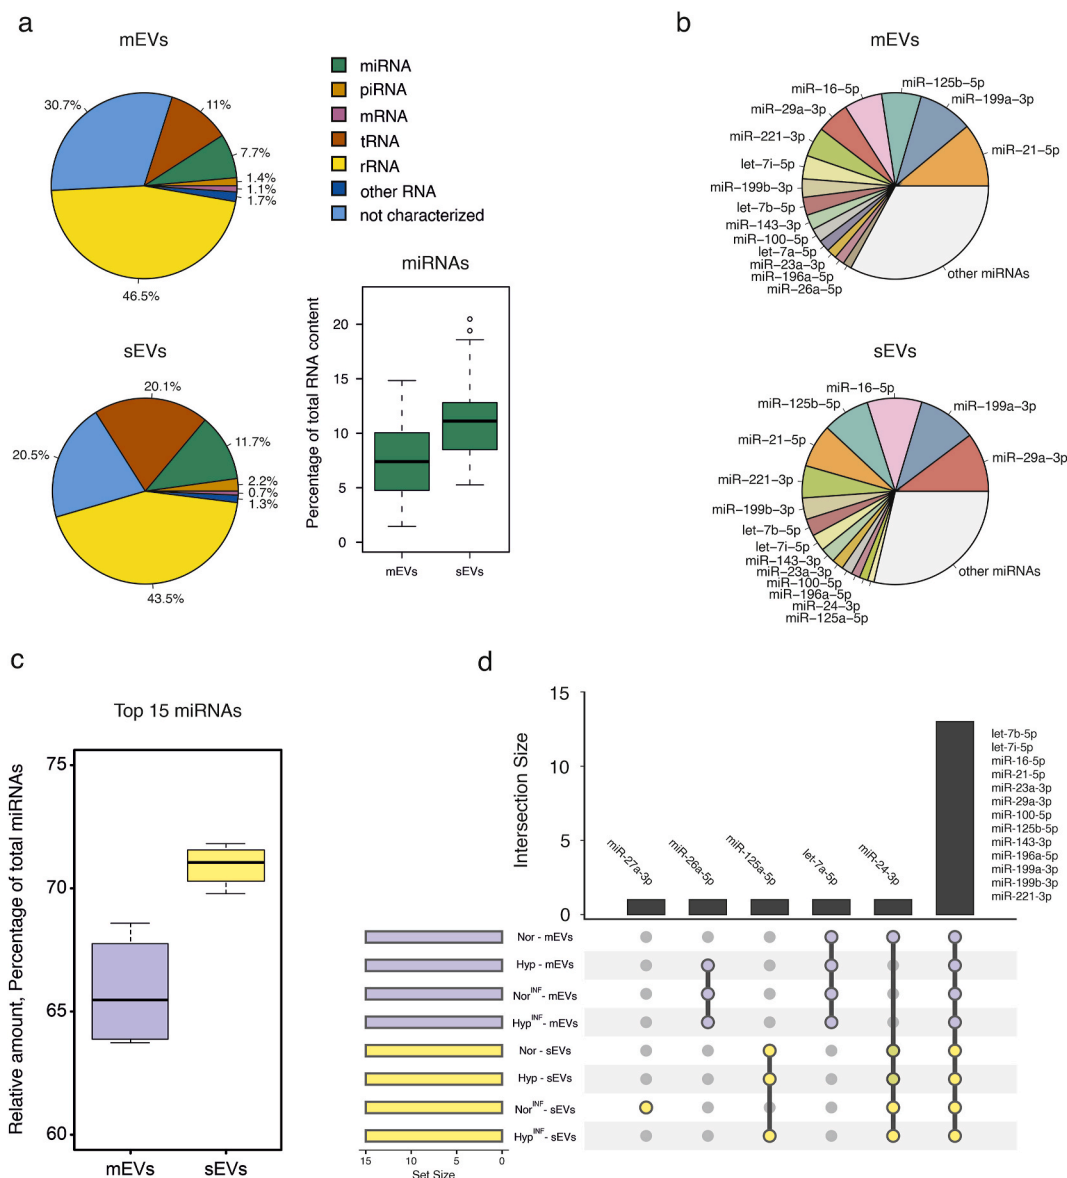 a
mEVs
30.7%
11%
7.7%
1.4%
1.1%
1.7%
46.5%
miRNA
piRNA
mRNA
tRNA
rRNA
other RNA
not characterized
sEVs
20.1%
20.5%
11.7%
2.2%
0.7%
1.3%
43.5%
miRNAs
Percentage of total RNA content
20
15
10
5
0
mEVs
sEVs
b
mEVs
miR−125b−5p
miR−16−5p
miR−199a−3p
miR−29a−3p
miR−221−3p
miR−21−5p
let−7i−5p
miR−199b−3p
let−7b−5p
miR−143−3p
miR−100−5p
let−7a−5p
miR−23a−3p
miR−196a−5p
miR−26a−5p
other miRNAs
sEVs
miR−16−5p
miR−125b−5p
miR−199a−3p
miR−21−5p
miR−29a−3p
miR−221−3p
miR−199b−3p
let−7b−5p
let−7i−5p
miR−143−3p
miR−23a−3p
miR−100−5p
miR−196a−5p
miR−24−3p
miR−125a−5p
other miRNAs
c
Top 15 miRNAs
Relative amount, Percentage of total miRNAs
75
70
65
60
mEVs
sEVs
d
Intersection Size
15
10
5
0
miR-27a-3p
miR-26a-5p
miR-125a-5p
let-7a-5p
miR-24-3p
let-7b-5p
let-7i-5p
miR-16-5p
miR-21-5p
miR-23a-3p
miR-29a-3p
miR-100-5p
miR-125b-5p
miR-143-3p
miR-196a-5p
miR-199a-3p
miR-199b-3p
miR-221-3p
Nor - mEVs
Hyp - mEVs
Nor^INF - mEVs
Hyp^INF - mEVs
Nor - sEVs
Hyp - sEVs
Nor^INF - sEVs
Hyp^INF - sEVs
15 10 5 0
Set Size